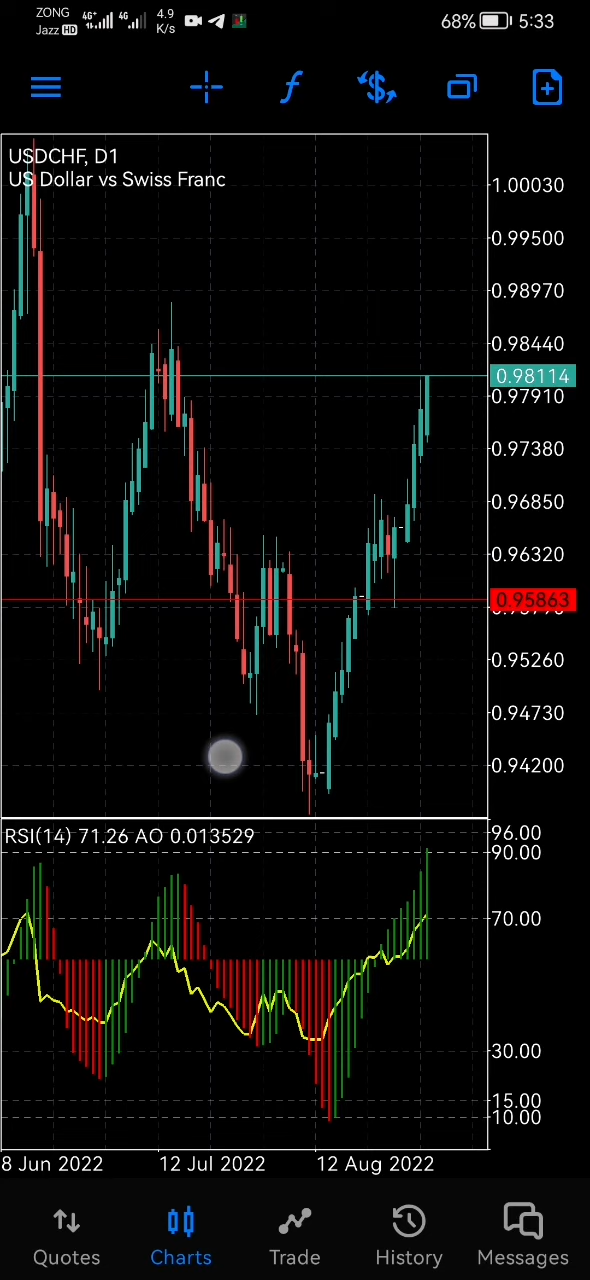 ZONG 4G+ 4G 4.9 68% 5:33
Jazz HD K/s
USDCHF, D1
US Dollar vs Swiss Franc
1.00030
0.99500
0.98970
0.98440
0.98114
0.97910
0.97380
0.96850
0.96320
0.95863
0.95260
0.94730
0.94200
RSI(14) 71.26 AO 0.013529
96.00
90.00
70.00
30.00
15.00
10.00
8 Jun 2022 12 Jul 2022 12 Aug 2022
Quotes Charts Trade History Messages